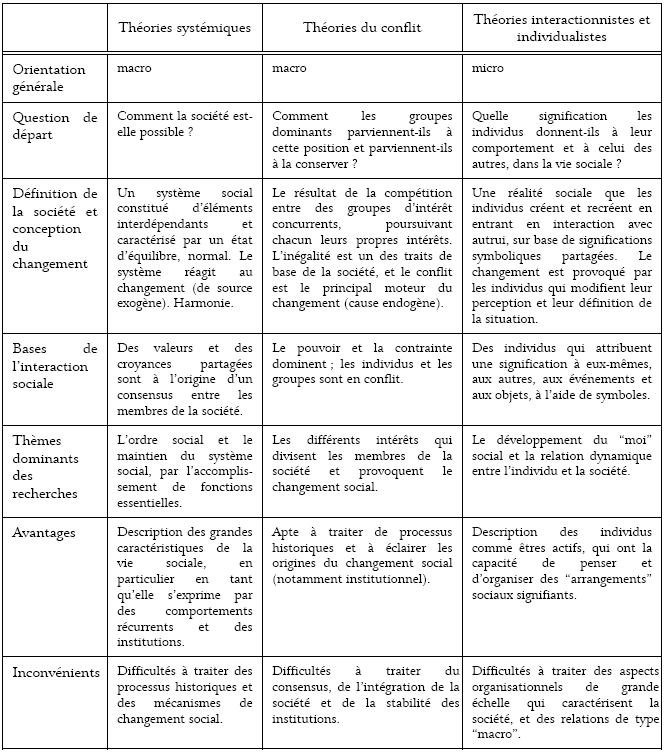 Théories systémiques
Théories du conflit
Théories interactionnistes et
individualistes
Orientation
générale
macro
macro
micro
Question de
départ
Comment la société est-
elle possible ?
Comment les groupes
dominants parviennent-ils à
cette position et parviennent-ils
à la conserver ?
Quelle signification les
individus donnent-ils à leur
comportement et à celui des
autres, dans la vie sociale ?
Définition de
la société et
conception
du
changement
Un système social
constitué d’éléments
interdépendants et
caractérisé par un état
d’équilibre, normal. Le
système réagit au
changement (de source
exogène). Harmonie.
Le résultat de la compétition
entre des groupes d’intérêt
concurrents, poursuivant
chacun leurs propres intérêts.
L’inégalité est un des traits de
base de la société, et le conflit
est le principal moteur du
changement (cause endogène).
Une réalité sociale que les
individus créent et recréent en
entrant en interaction avec
autrui, sur base de significations
symboliques partagées. Le
changement est provoqué par
les individus qui modifient leur
perception et leur définition de
la situation.
Bases de
l’interaction
sociale
Des valeurs et des
croyances partagées
sont à l’origine d’un
consensus entre les
membres de la société.
Le pouvoir et la contrainte
dominent ; les individus et les
groupes sont en conflit.
Des individus qui attribuent
une signification à eux-mêmes,
aux autres, aux événements et
aux objets, à l’aide de symboles.
Thèmes
dominants
des
recherches
L’ordre social et le
maintien du système
social, par l’accomplis-
sement de fonctions
essentielles.
Les différents intérêts qui
divisent les membres de la
société et provoquent le
changement social.
Le développement du “moi”
social et la relation dynamique
entre l’individu et la société.
Avantages
Description des grandes
caractéristiques de la
vie sociale, en
particulier en tant
qu’elle s’exprime par
des comportements
récurrents et des
institutions.
Apte à traiter de processus
historiques et à éclairer les
origines du changement social
(notamment institutionnel).
Description des individus
comme êtres actifs, qui ont la
capacité de penser et
d’organiser des “arrangements”
sociaux signifiants.
Inconvénients
Difficultés à traiter des
processus historiques et
des mécanismes de
changement social.
Difficultés à traiter du
consensus, de l’intégration de la
société et de la stabilité des
institutions.
Difficultés à traiter des aspects
organisationnels de grande
échelle qui caractérisent la
société, et des relations de type
“macro”.